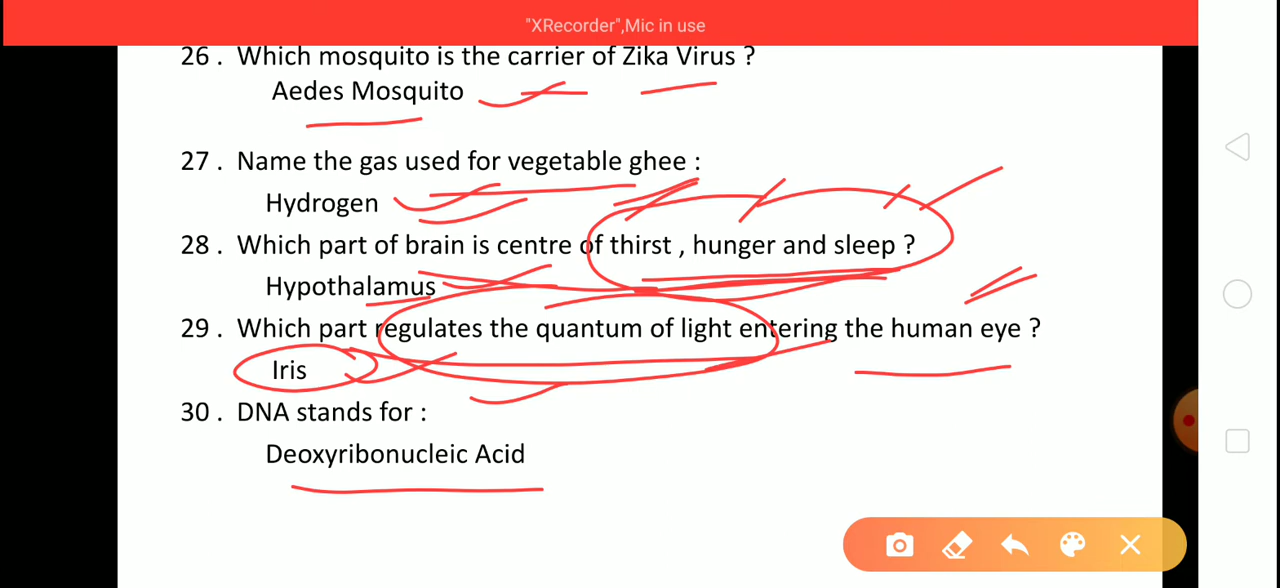 "XRecorder",Mic in use
26 . Which mosquito is the carrier of Zika Virus ?
Aedes Mosquito
27 . Name the gas used for vegetable ghee :
Hydrogen
28 . Which part of brain is centre of thirst , hunger and sleep ?
Hypothalamus
29 . Which part regulates the quantum of light entering the human eye ?
Iris
30 . DNA stands for :
Deoxyribonucleic Acid